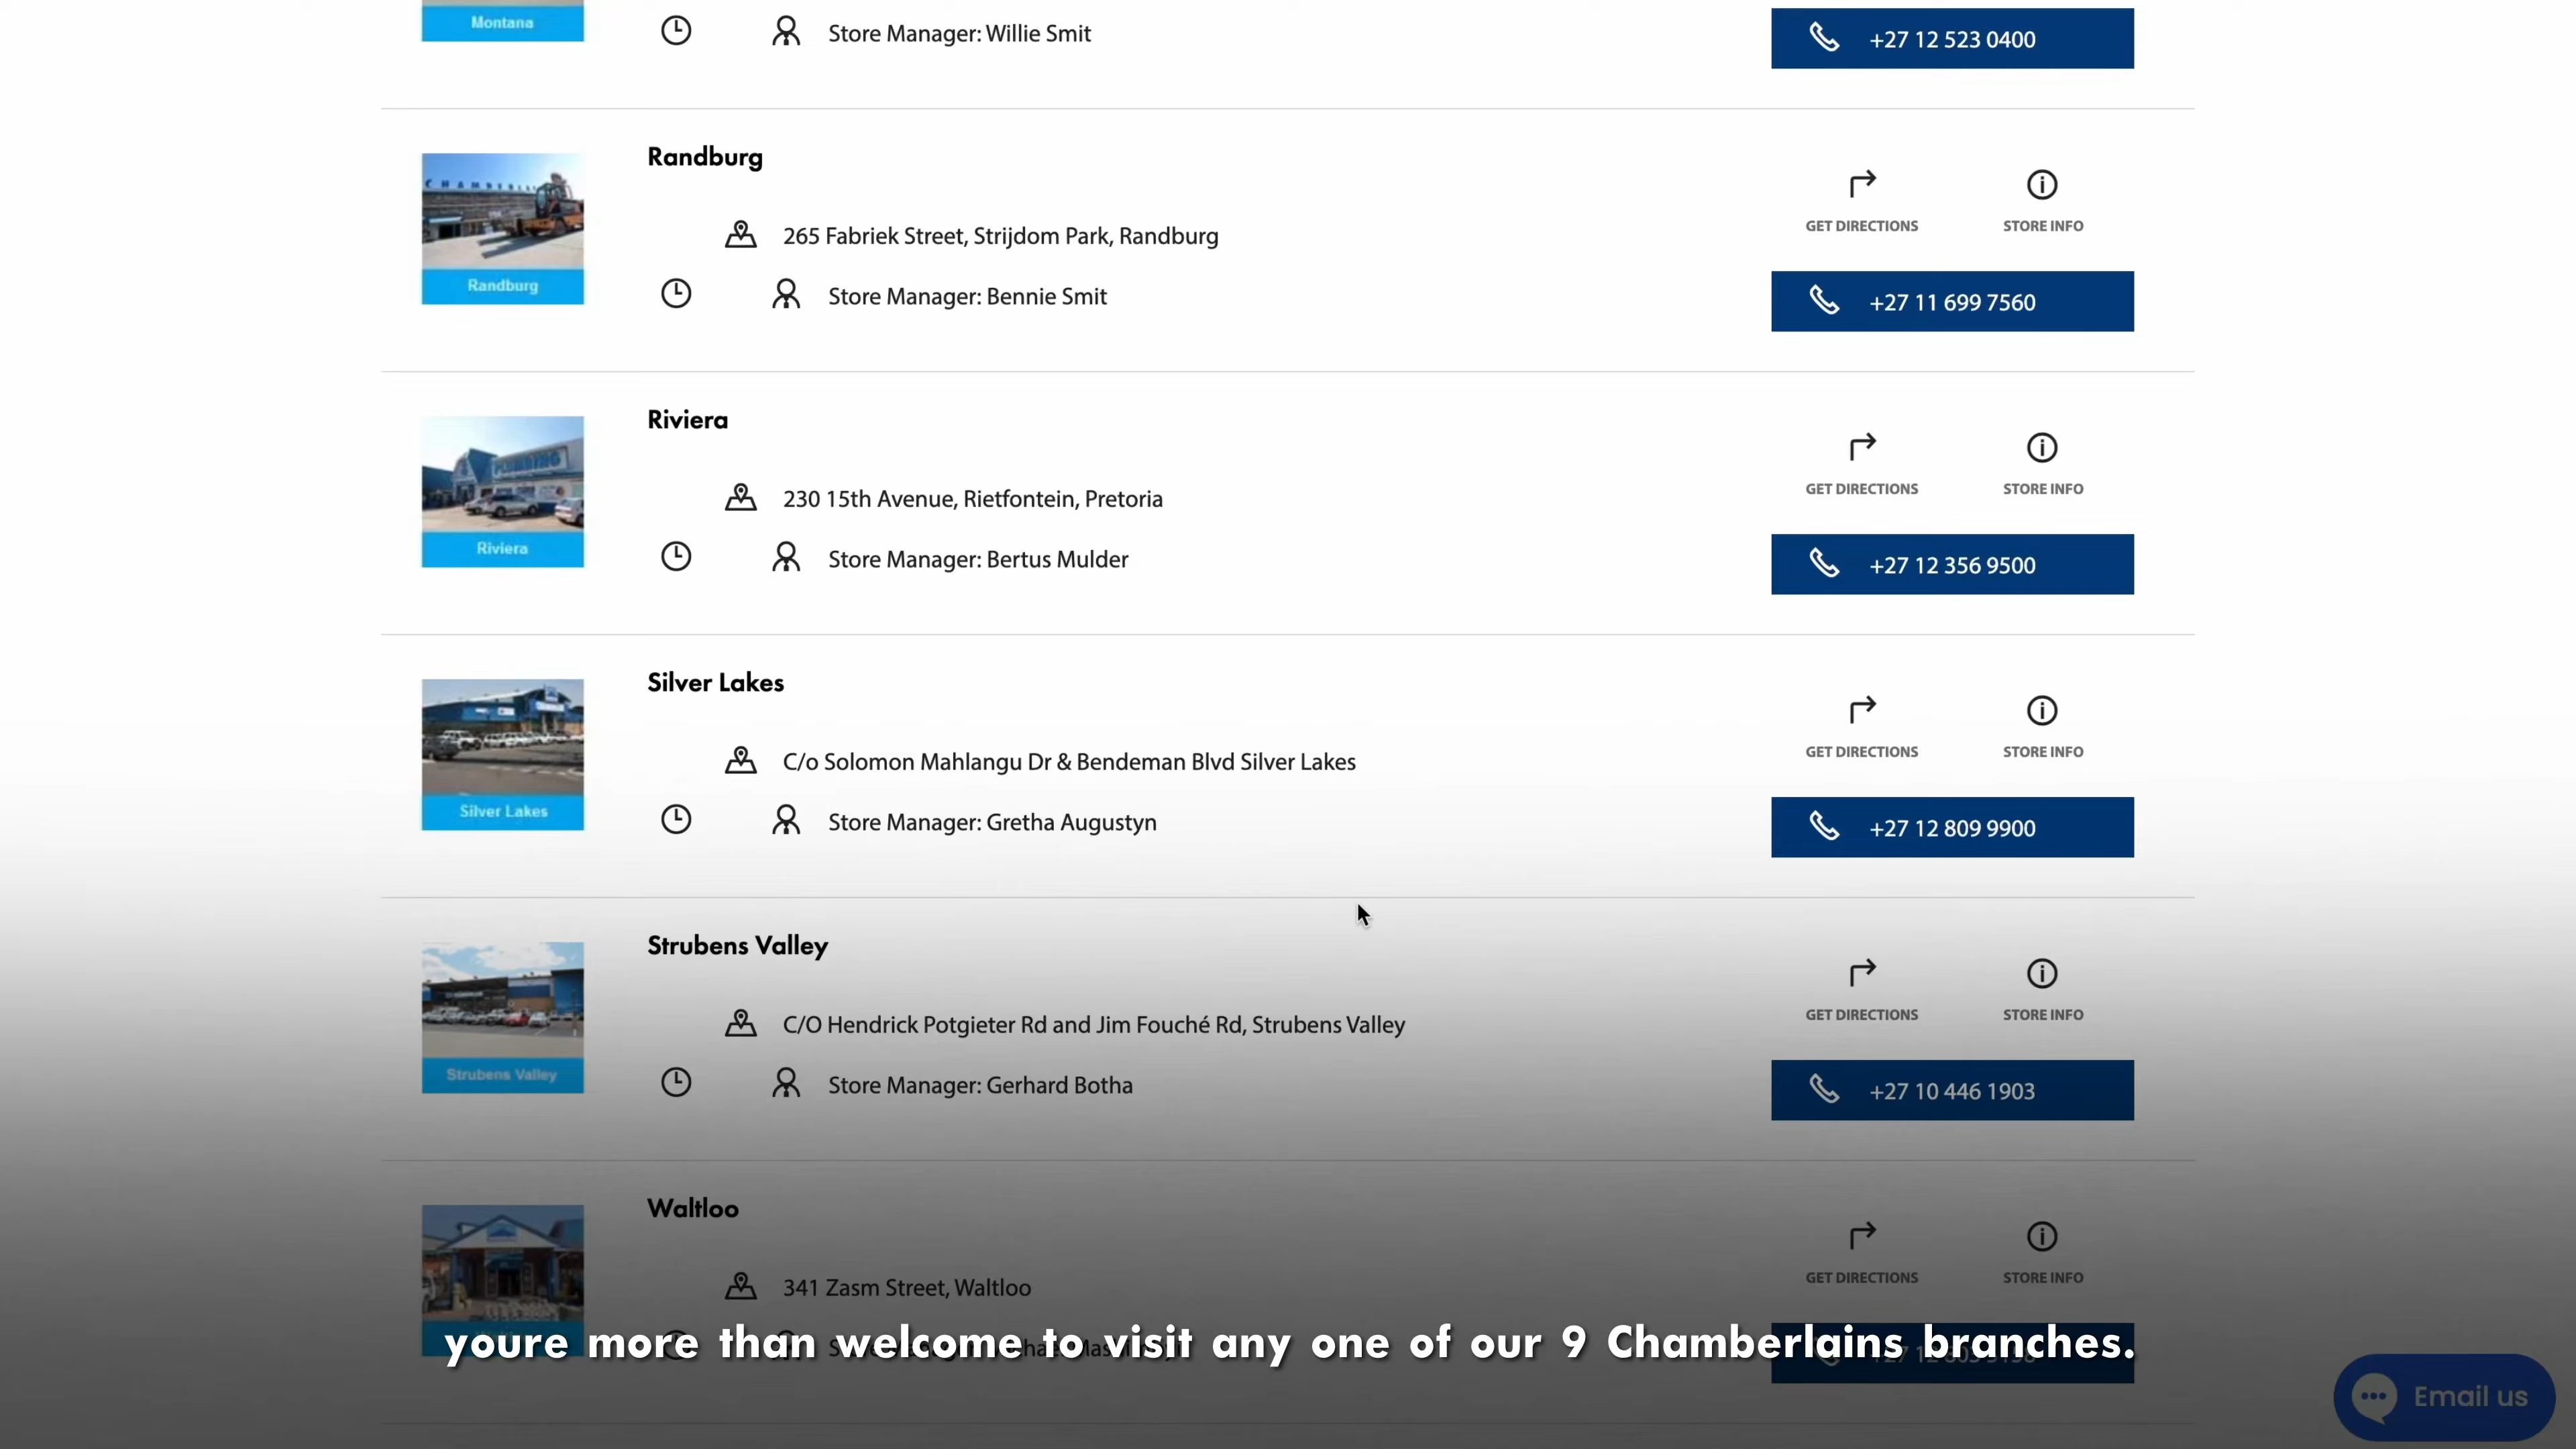 Montana
Store Manager: Willie Smit
+27 12 523 0400
Randburg
CHAMBERL
265 Fabriek Street, Strijdom Park, Randburg
GET DIRECTIONS
STORE INFO
Randburg
Store Manager: Bennie Smit
+27 11 699 7560
Riviera
PLUMBING
230 15th Avenue, Rietfontein, Pretoria
GET DIRECTIONS
STORE INFO
Riviera
Store Manager: Bertus Mulder
+27 12 356 9500
Silver Lakes
C/o Solomon Mahlangu Dr & Bendeman Blvd Silver Lakes
GET DIRECTIONS
STORE INFO
Silver Lakes
Store Manager: Gretha Augustyn
+27 12 809 9900
Strubens Valley
C/O Hendrick Potgieter Rd and Jim Fouché Rd, Strubens Valley
GET DIRECTIONS
STORE INFO
Strubens Valley
Store Manager: Gerhard Botha
+27 10 446 1903
Waltloo
341 Zasm Street, Waltloo
GET DIRECTIONS
STORE INFO
youre more than welcome to visit any one of our 9 Chamberlains branches.
Email us